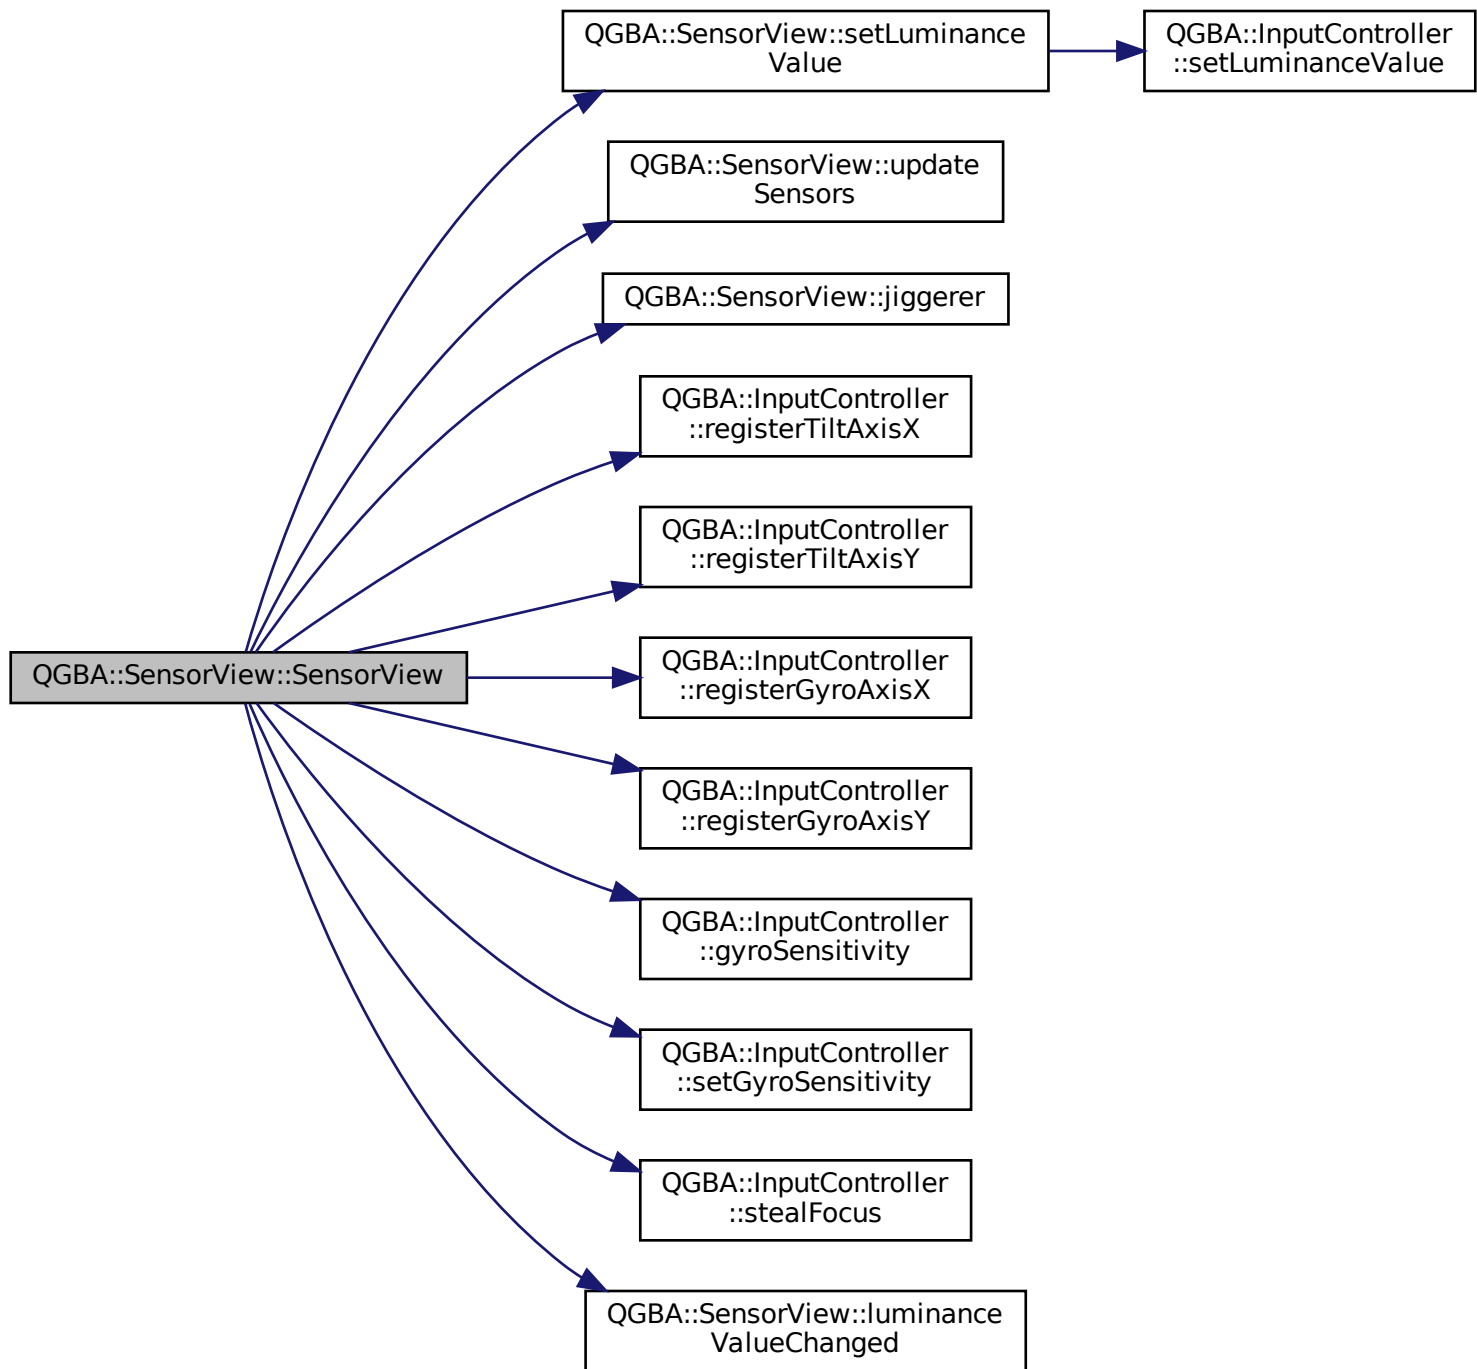 QGBA::SensorView::setLuminance
Value
QGBA::InputController
::setLuminanceValue
QGBA::SensorView::update
Sensors
QGBA::SensorView::jiggerer
QGBA::InputController
::registerTiltAxisX
QGBA::InputController
::registerTiltAxisY
QGBA::SensorView::SensorView
QGBA::InputController
::registerGyroAxisX
QGBA::InputController
::registerGyroAxisY
QGBA::InputController
::gyroSensitivity
QGBA::InputController
::setGyroSensitivity
QGBA::InputController
::stealFocus
QGBA::SensorView::luminance
ValueChanged